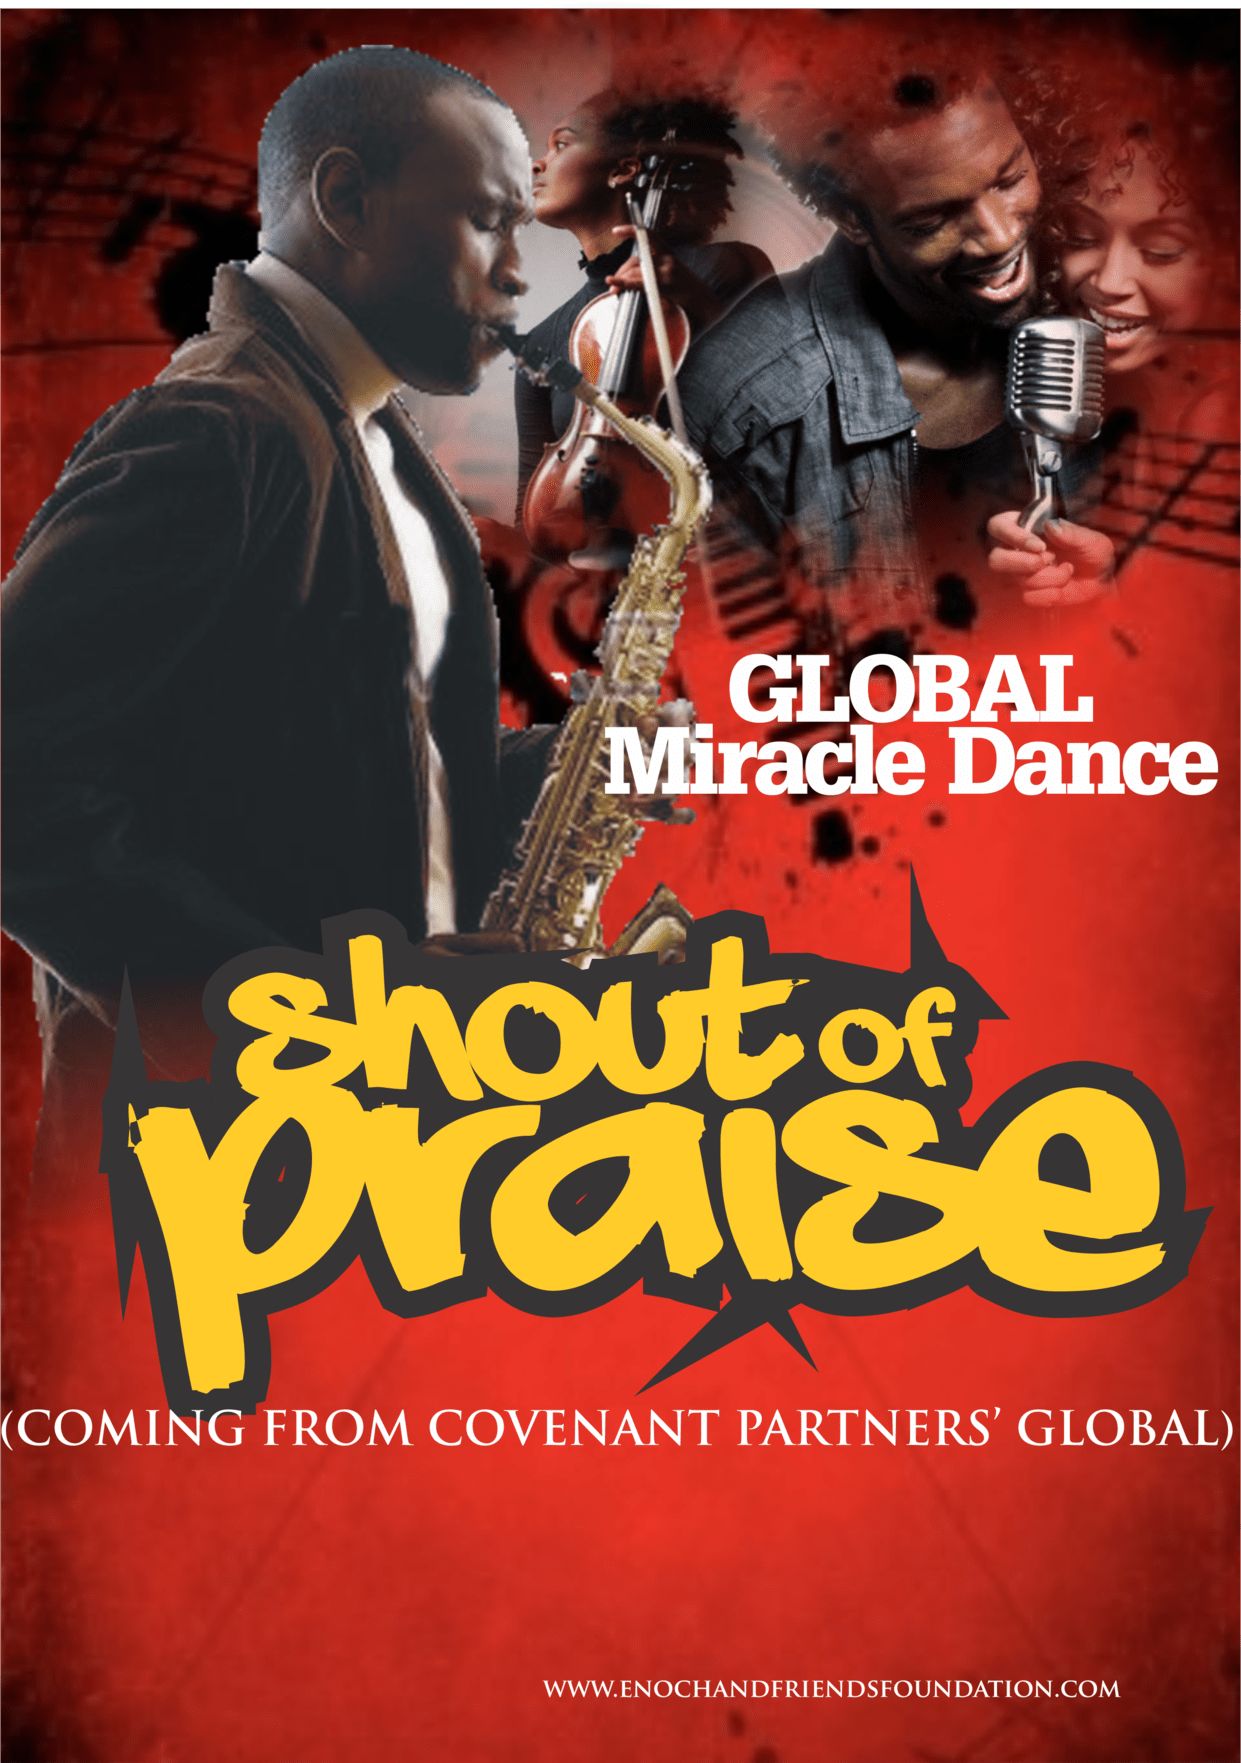 GLOBAL
Miracle Dance
shout of
praise
(COMING FROM COVENANT PARTNERS’ GLOBAL)
WWW.ENOCHANDFRIENDSFOUNDATION.COM